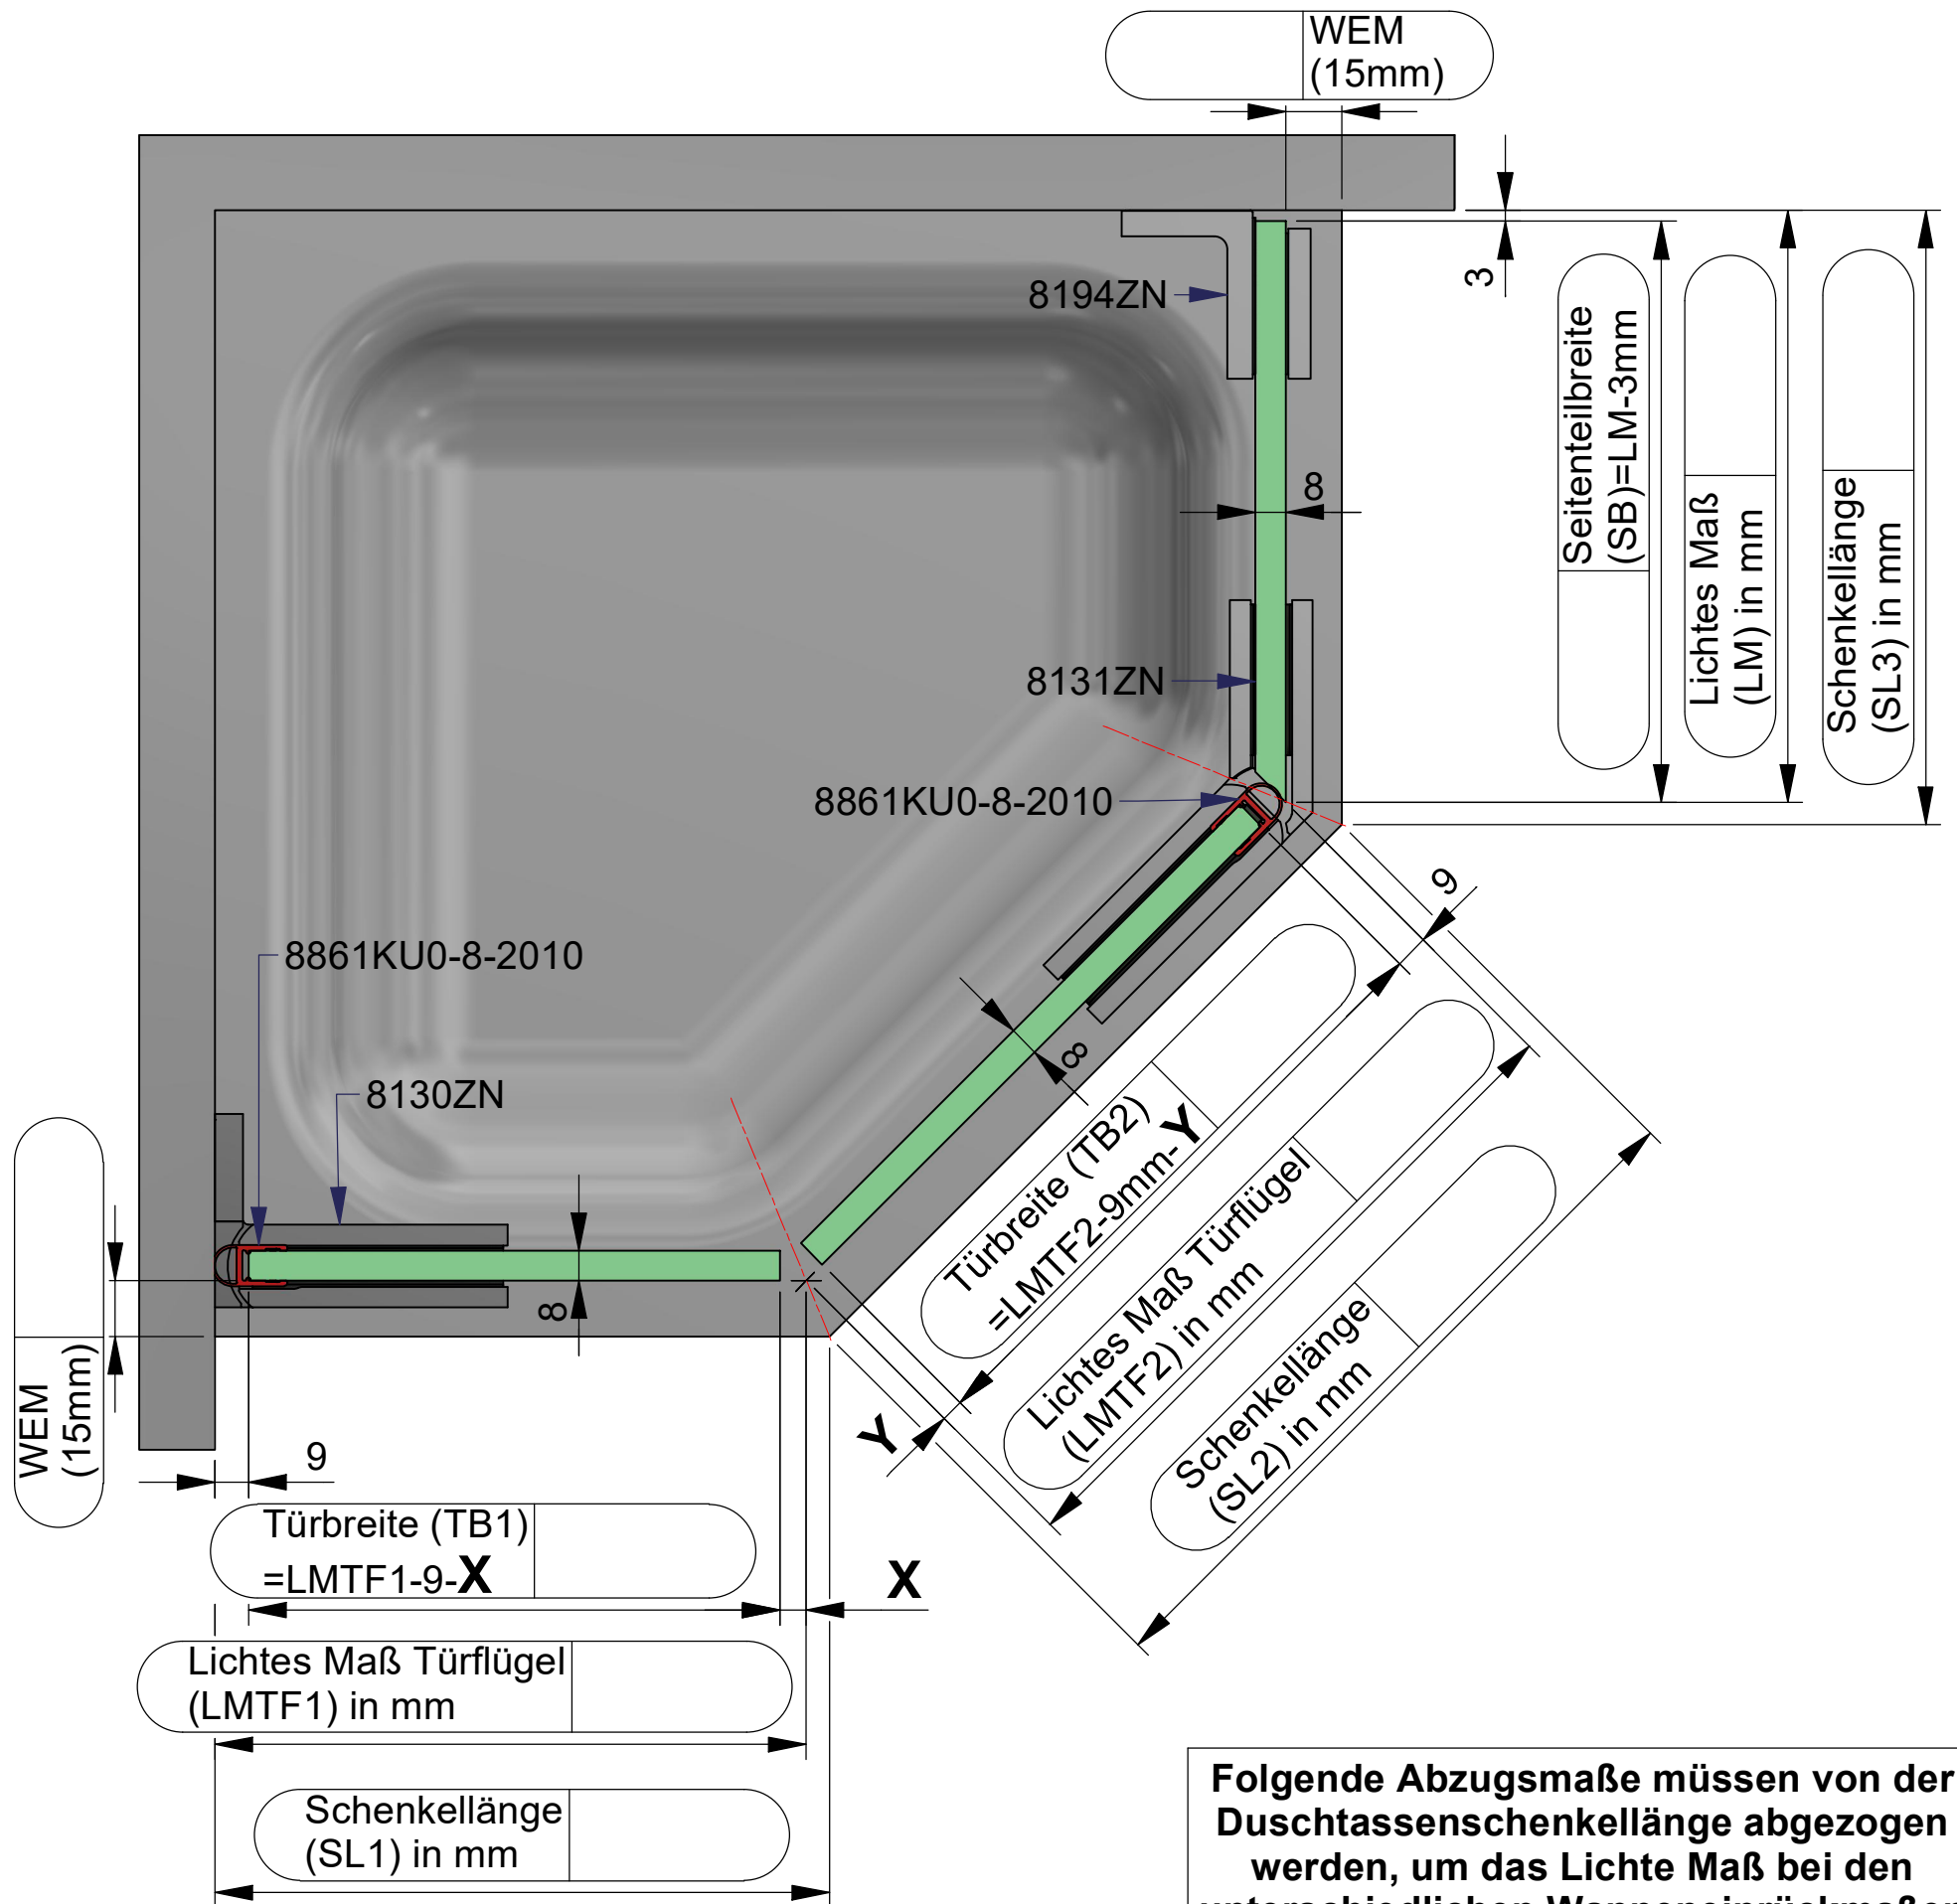 WEM
(15mm)
3
8194ZN
Seitenteilbreite
(SB)=LM-3mm
Lichtes Maß
(LM) in mm
Schenkellänge
(SL3) in mm
8
8131ZN
8861KU0-8-2010
9
8861KU0-8-2010
8
8130ZN
Türbreite (TB2)
=LMTF2-9mm-Y
Lichtes Maß Türflügel
(LMTF2) in mm
Schenkellänge
(SL2) in mm
8
WEM
(15mm)
Y
9
Türbreite (TB1)
=LMTF1-9-X
X
Lichtes Maß Türflügel
(LMTF1) in mm
Schenkellänge
(SL1) in mm
Folgende Abzugsmaße müssen von der
Duschtassenschenkellänge abgezogen
werden, um das Lichte Maß bei den